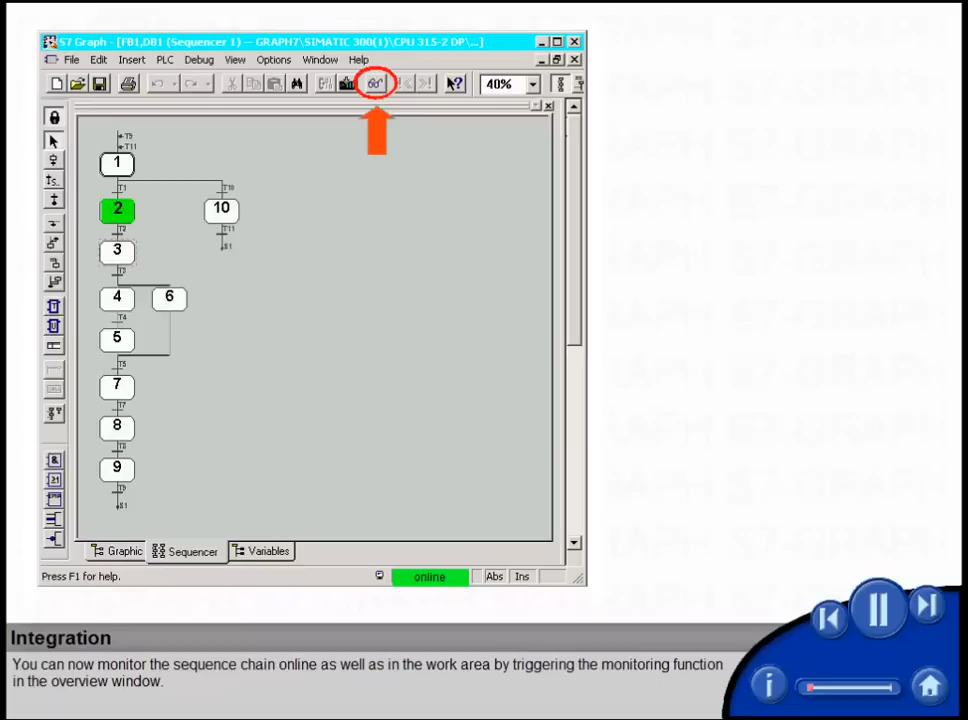 S7 Graph - [FB1,DB1 (Sequencer 1) -- GRAPH7\SIMATIC 300(1)\CPU 315-2 DP\...]
File Edit Insert PLC Debug View Options Window Help
40%
T9
T11
1
T1 T10
2 10
T2 T11
S1
3
T3
4 6
T4
5
T5
7
T7
8
T8
9
T9
S1
Graphic Sequencer Variables
Press F1 for help. online Abs Ins
Integration
You can now monitor the sequence chain online as well as in the work area by triggering the monitoring function
in the overview window.